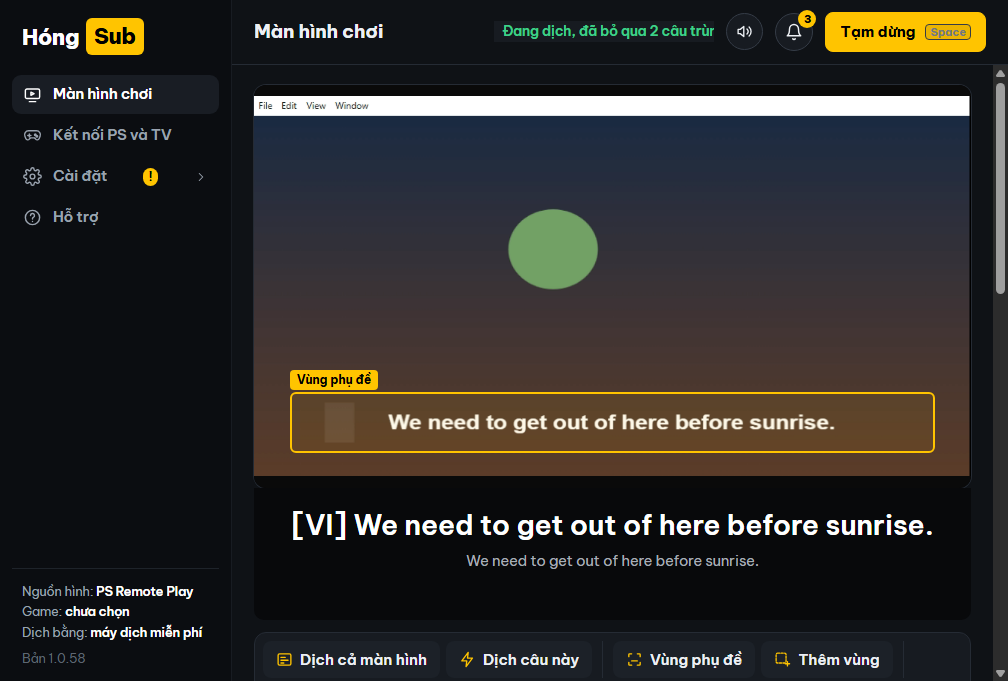 Hóng Sub
Màn hình chơi
Kết nối PS và TV
Cài đặt !
Hỗ trợ
Nguồn hình: PS Remote Play
Game: chưa chọn
Dịch bằng: máy dịch miễn phí
Bản 1.0.58
Màn hình chơi
Đang dịch, đã bỏ qua 2 câu trùr
3
Tạm dừng Space
File Edit View Window
Vùng phụ đề
We need to get out of here before sunrise.
[VI] We need to get out of here before sunrise.
We need to get out of here before sunrise.
Dịch cả màn hình Dịch câu này Vùng phụ đề Thêm vùng